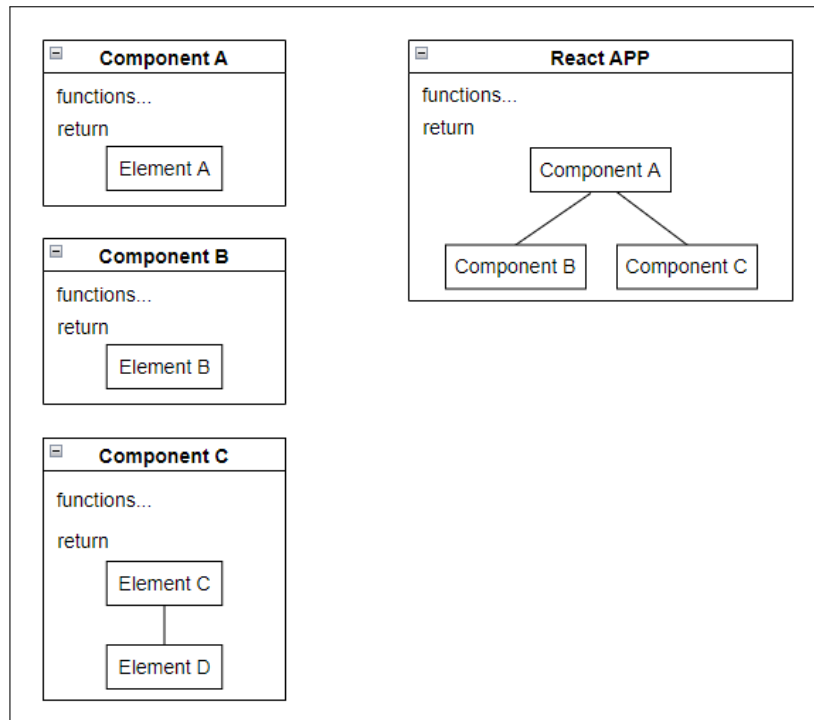 Component A
functions...
return
Element A
Component B
functions...
return
Element B
Component C
functions...
return
Element C
Element D
React APP
functions...
return
Component A
Component B
Component C